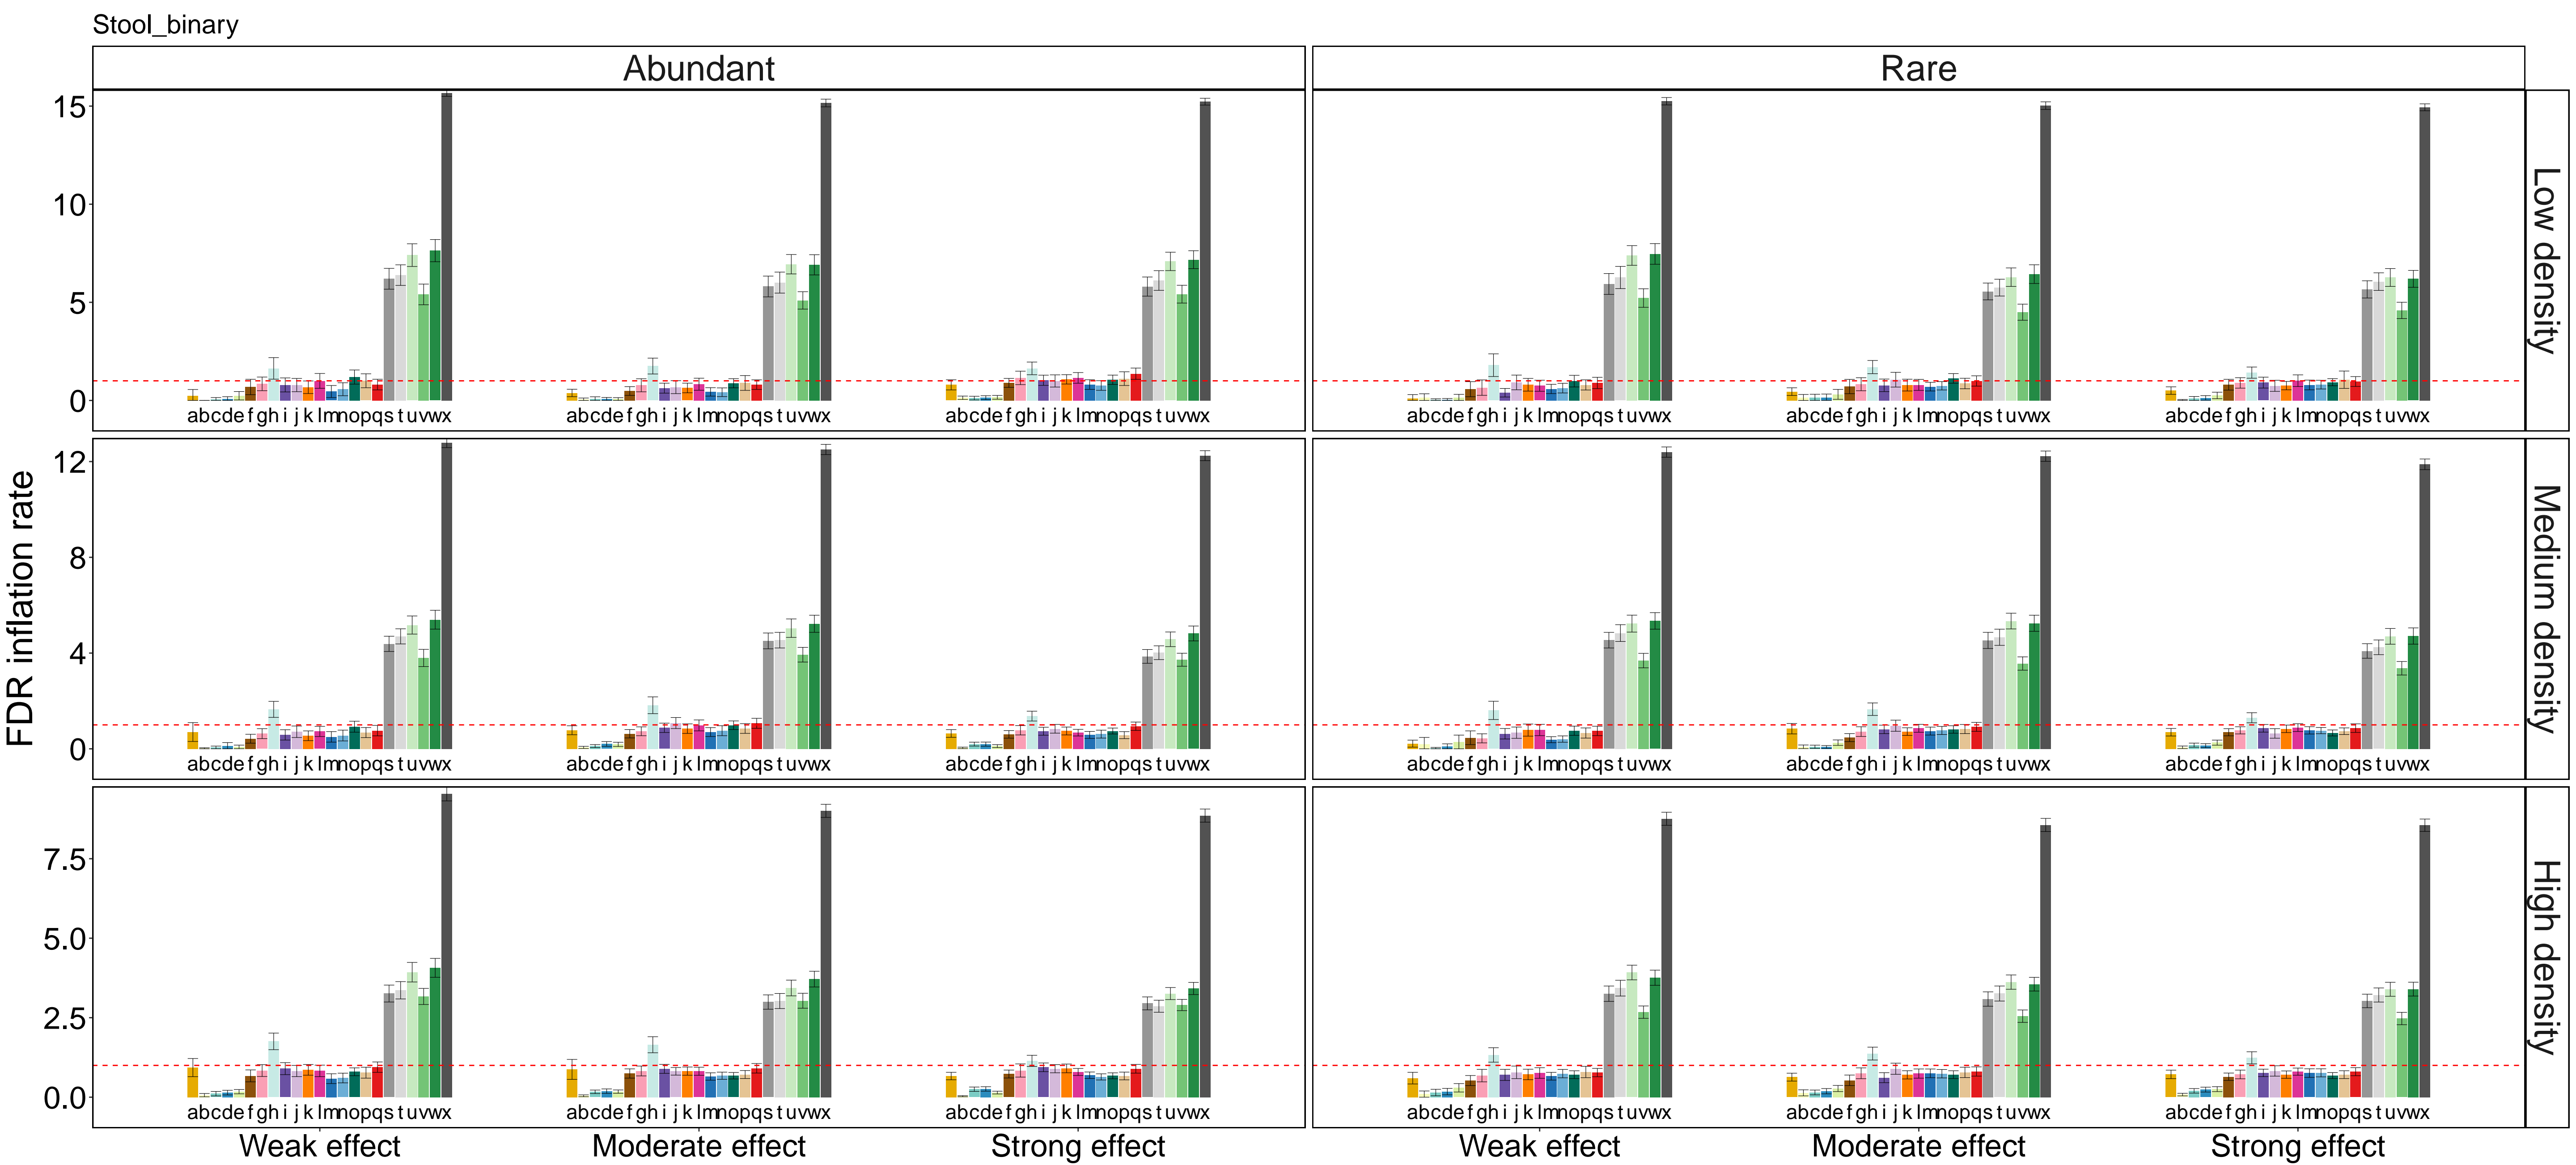 Stool_binary
Abundant
Rare
15
10
5
0
abcdefghijklmnopqstuvwx abcdefghijklmnopqstuvwx abcdefghijklmnopqstuvwx abcdefghijklmnopqstuvwx abcdefghijklmnopqstuvwx abcdefghijklmnopqstuvwx
Low density
12
8
4
0
abcdefghijklmnopqstuvwx abcdefghijklmnopqstuvwx abcdefghijklmnopqstuvwx abcdefghijklmnopqstuvwx abcdefghijklmnopqstuvwx abcdefghijklmnopqstuvwx
Medium density
FDR inflation rate
7.5
5.0
2.5
0.0
abcdefghijklmnopqstuvwx abcdefghijklmnopqstuvwx abcdefghijklmnopqstuvwx abcdefghijklmnopqstuvwx abcdefghijklmnopqstuvwx abcdefghijklmnopqstuvwx
High density
Weak effect Moderate effect Strong effect Weak effect Moderate effect Strong effect